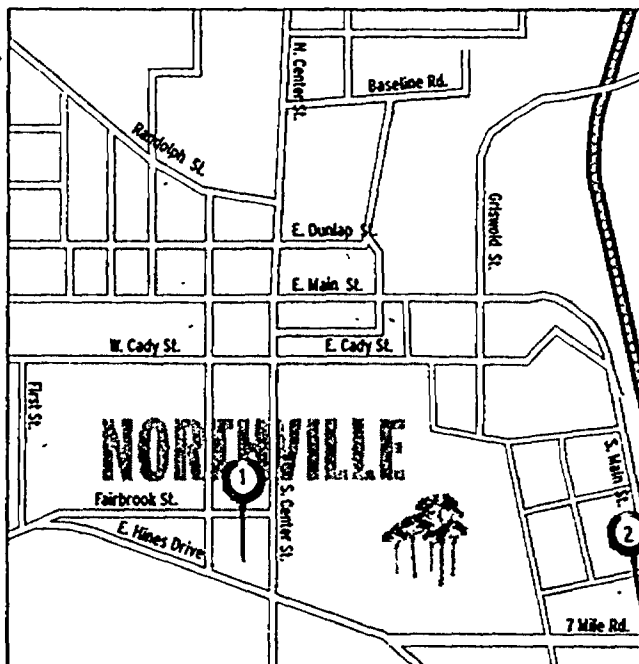 N. Center St.
Baseline Rd.
Randolph St.
Griswold St.
E. Dunlap St.
E. Main St.
W. Cady St.
E. Cady St.
First St.
NORTHVILLE
1
S. Center St.
Fairbrook St.
S. Main St.
E. Hines Drive
2
7 Mile Rd.